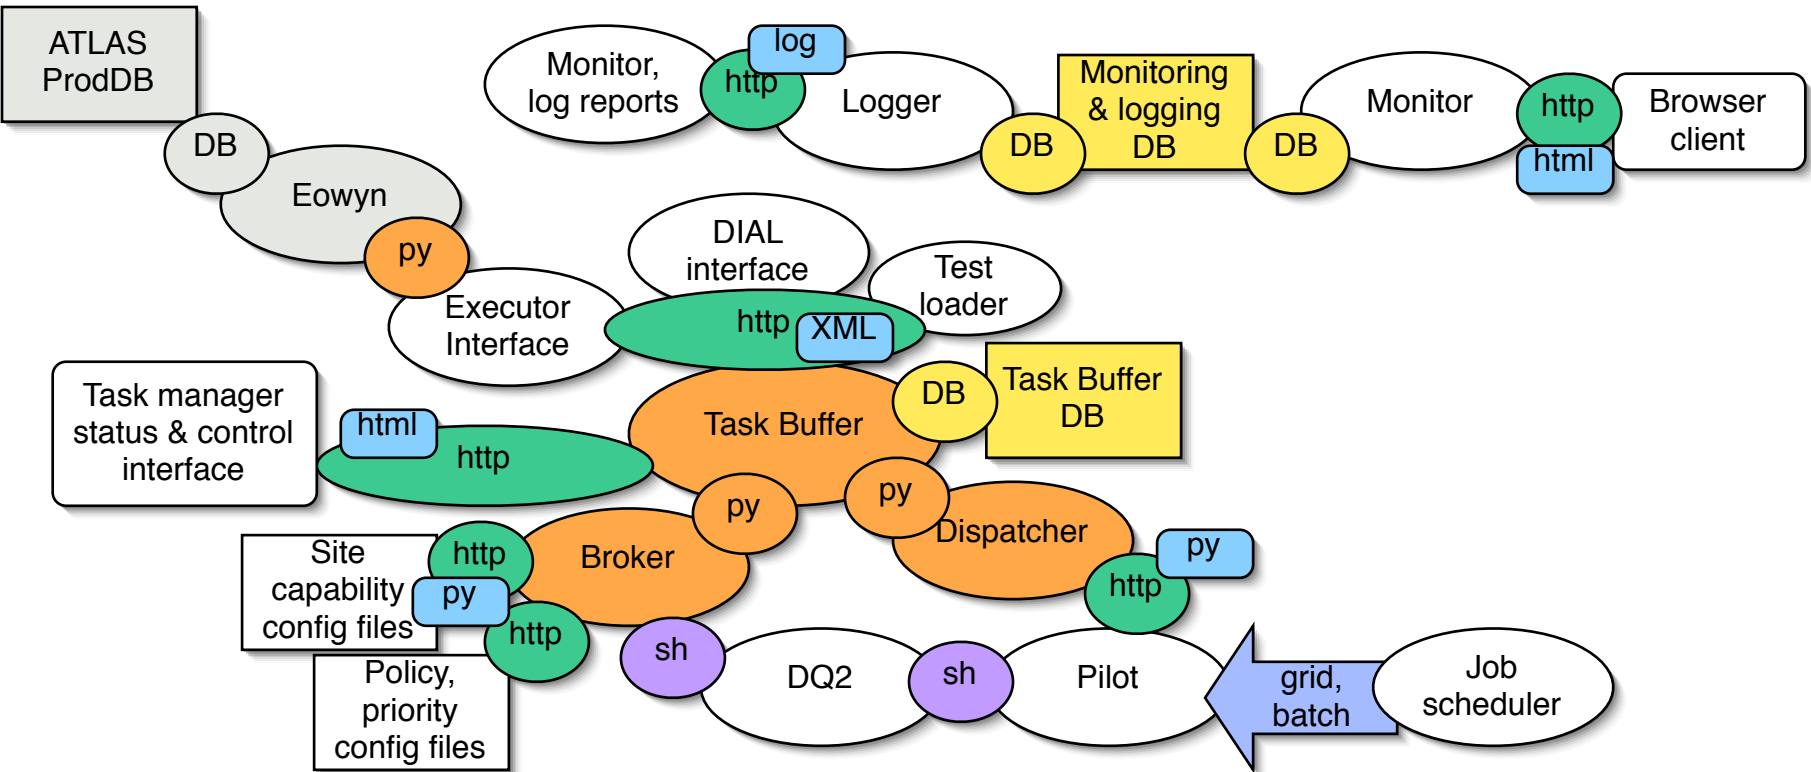 ATLAS
ProdDB
DB
Eowyn
py
Executor
Interface
Monitor,
log reports
http
log
Logger
DB
Monitoring
& logging
DB
DB
Monitor
http
html
Browser
client
DIAL
interface
Test
loader
http
XML
Task manager
status & control
interface
html
http
Task Buffer
DB
Task Buffer
DB
py
py
Dispatcher
http
py
Broker
Site
capability
config files
http
py
http
Policy,
priority
config files
sh
DQ2
sh
Pilot
grid,
batch
Job
scheduler